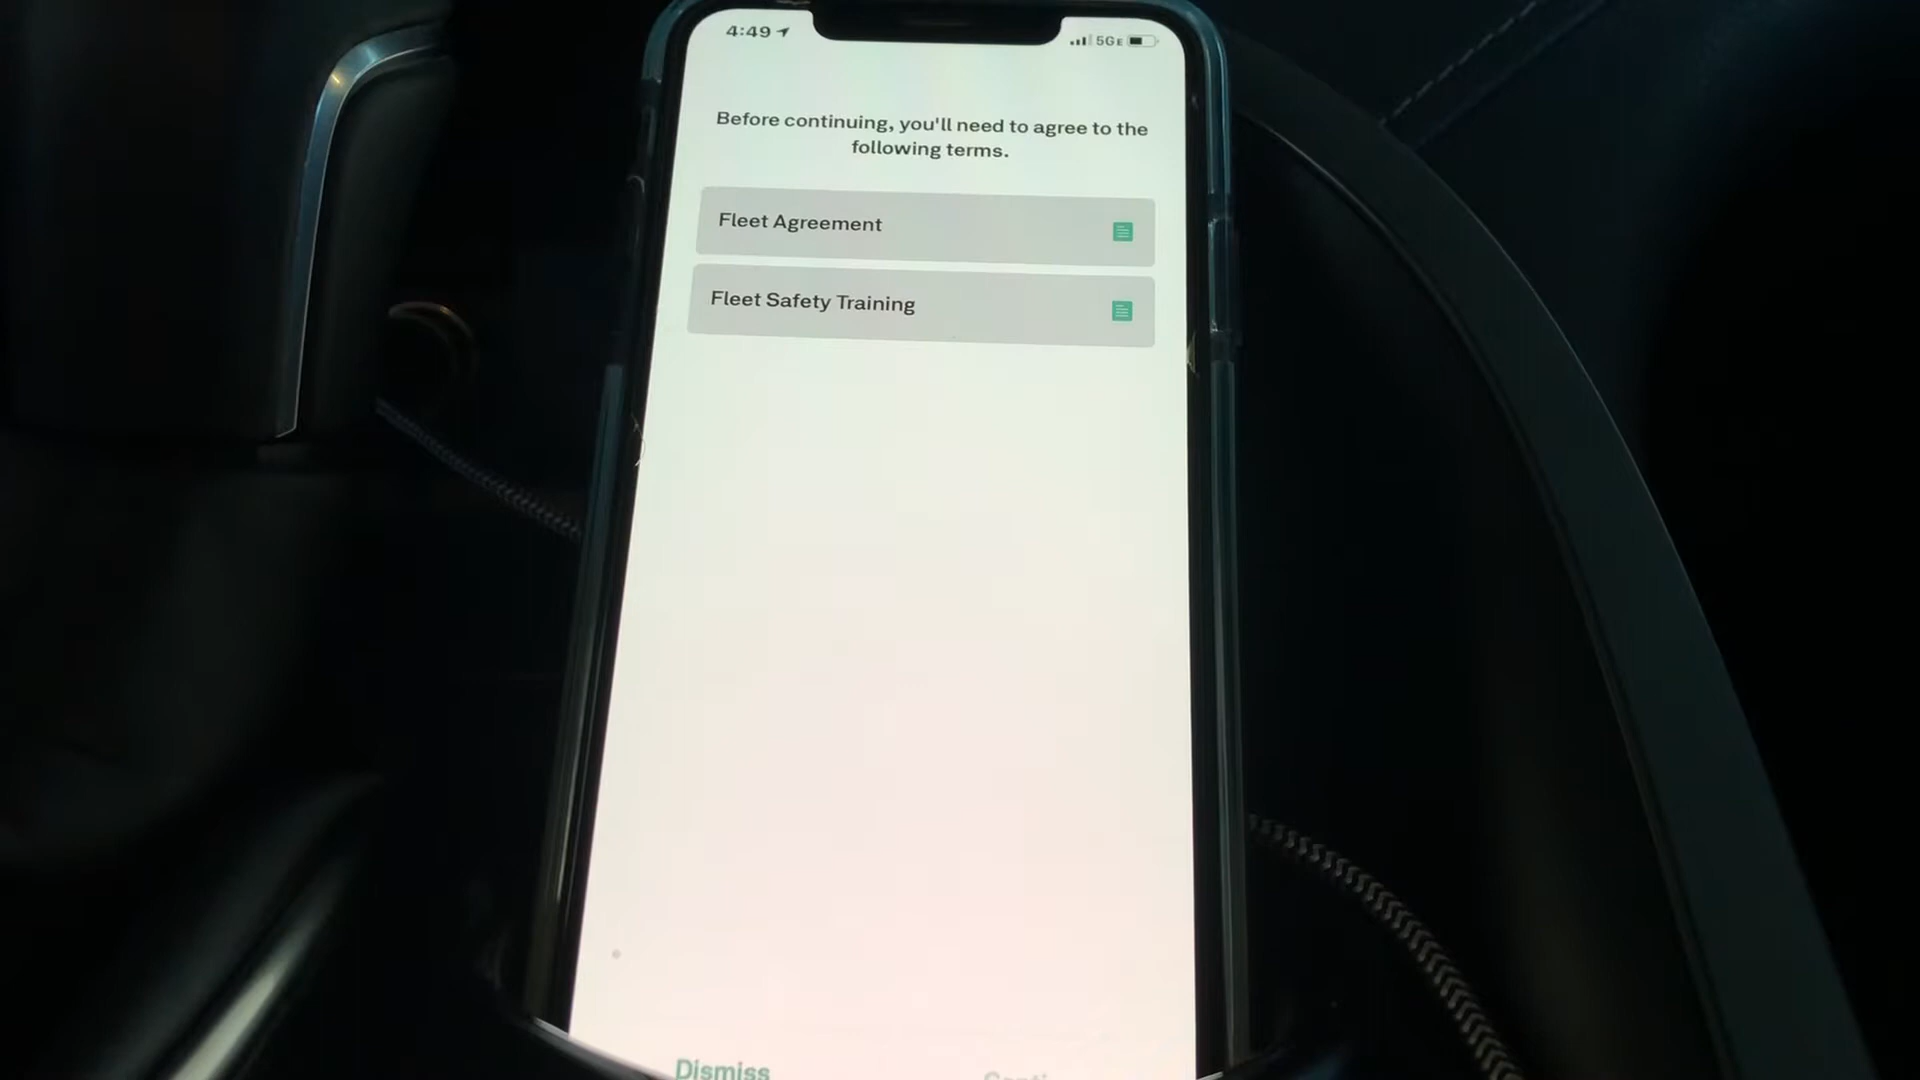 4:49
5GE
Before continuing, you'll need to agree to the
following terms.
Fleet Agreement
Fleet Safety Training
Dismiss